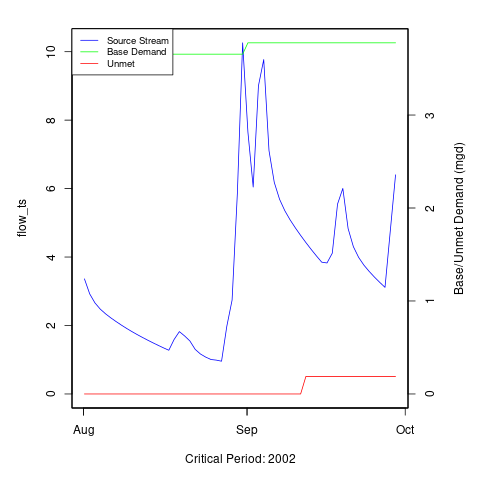 Source Stream
Base Demand
Unmet
flow_ts
0
2
4
6
8
10
0
1
2
3
Base/Unmet Demand (mgd)
Aug
Sep
Oct
Critical Period: 2002